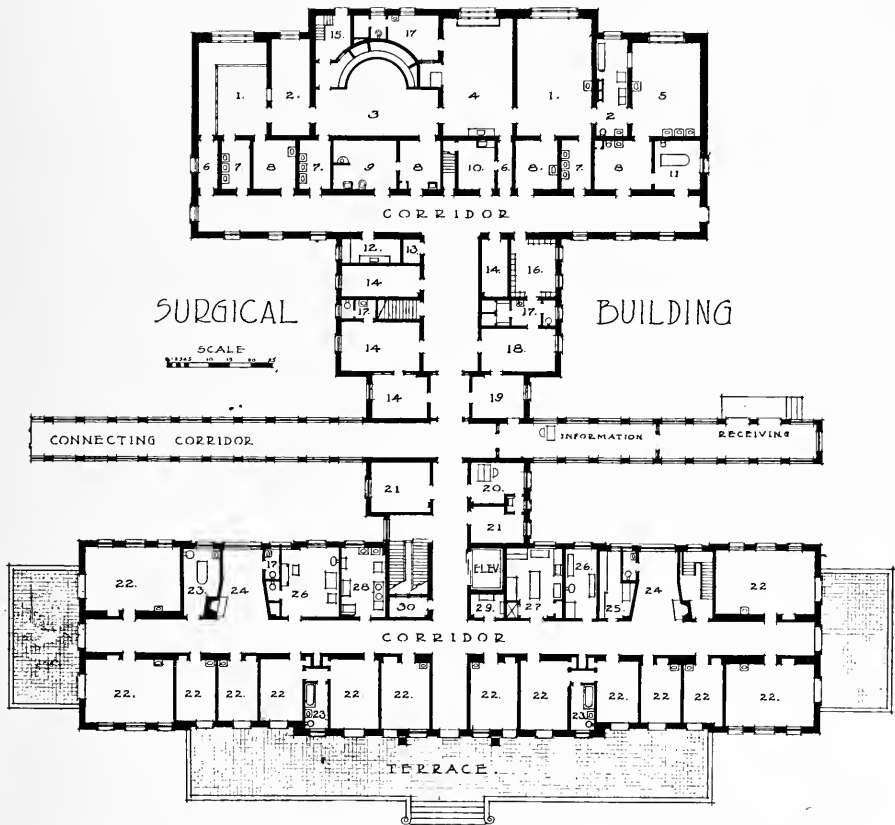 15. 17.
1. 2. 3 4 1. 2 5
6 7. 8 7. 9 8 10 6. 8. 7. 8 11
CORRIDOR
12. 13. 14. 16.
14.
SURGICAL 17. 17. BUILDING
SCALE
14 18.
14 19
CONNECTING CORRIDOR INFORMATION RECEIVING
21 20.
21
ELEV.
22. 23. 24. 17. 26. 28. 30 29. 27. 26. 25. 24. 22
CORRIDOR
22. 22 22. 22 23 22. 22. 22. 22. 23 22. 22 22 22.
TERRACE.